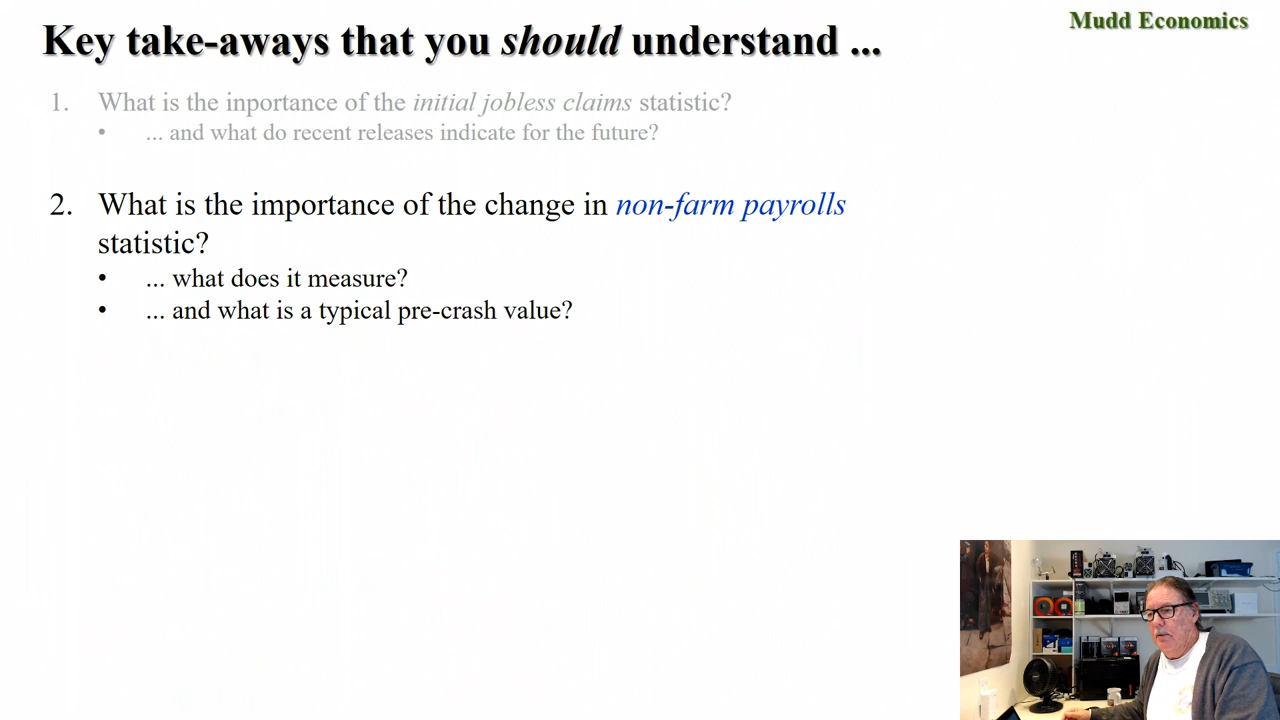 Mudd Economics
Key take-aways that you should understand ...
1. What is the inportance of the initial jobless claims statistic?
• ... and what do recent releases indicate for the future?
2. What is the importance of the change in non-farm payrolls
statistic?
• ... what does it measure?
• ... and what is a typical pre-crash value?